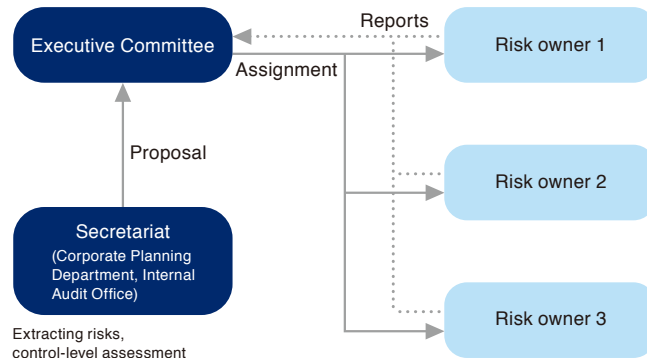 Reports
Executive Committee
Risk owner 1
Assignment
Proposal
Risk owner 2
Secretariat
(Corporate Planning
Department, Internal
Audit Office)
Risk owner 3
Extracting risks,
control-level assessment